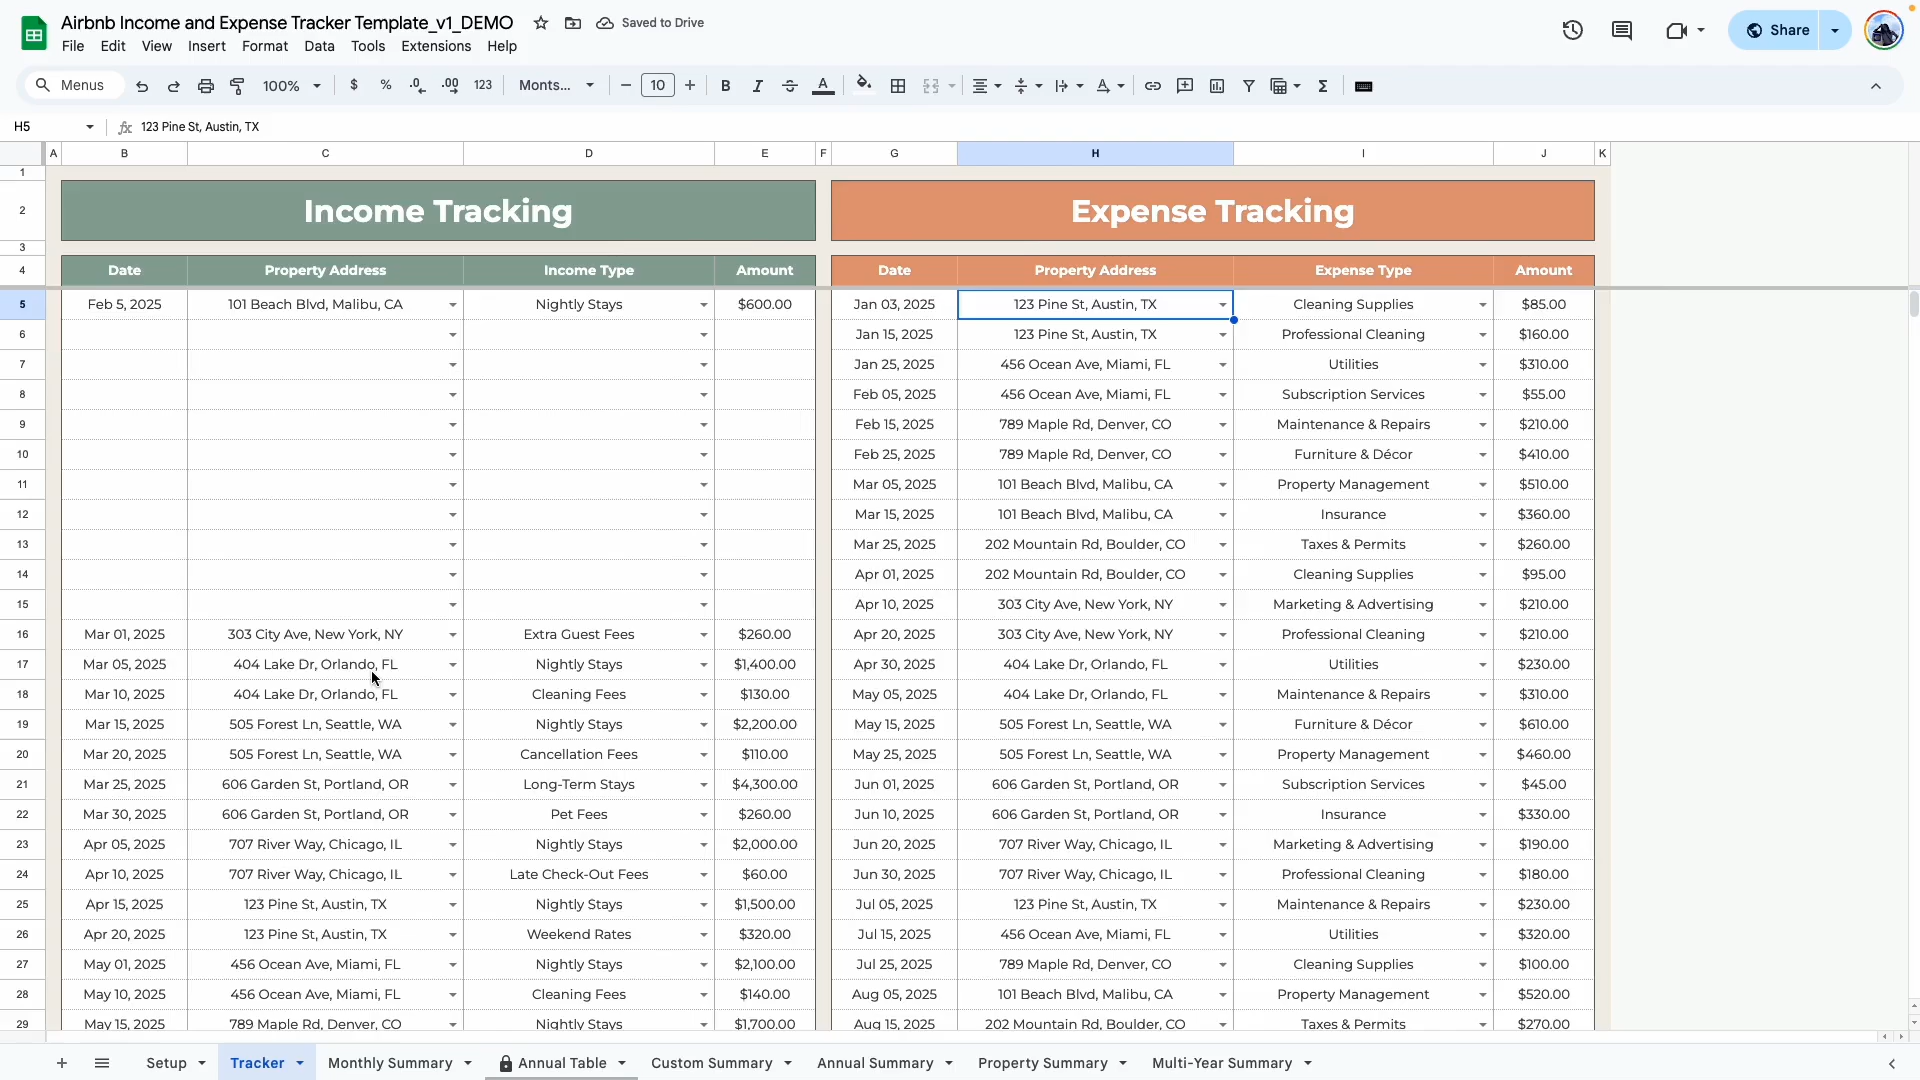 Airbnb Income and Expense Tracker Template_v1_DEMO Saved to Drive
File Edit View Insert Format Data Tools Extensions Help
Share
Menus 100% $ % .0 .00 123 Monts... 10 B I A
H5 123 Pine St, Austin, TX
A B C D E F G H I J K
1
2 Income Tracking Expense Tracking
3
4 Date Property Address Income Type Amount Date Property Address Expense Type Amount
5 Feb 5, 2025 101 Beach Blvd, Malibu, CA Nightly Stays $600.00 Jan 03, 2025 123 Pine St, Austin, TX Cleaning Supplies $85.00
6 Jan 15, 2025 123 Pine St, Austin, TX Professional Cleaning $160.00
7 Jan 25, 2025 456 Ocean Ave, Miami, FL Utilities $310.00
8 Feb 05, 2025 456 Ocean Ave, Miami, FL Subscription Services $55.00
9 Feb 15, 2025 789 Maple Rd, Denver, CO Maintenance & Repairs $210.00
10 Feb 25, 2025 789 Maple Rd, Denver, CO Furniture & Décor $410.00
11 Mar 05, 2025 101 Beach Blvd, Malibu, CA Property Management $510.00
12 Mar 15, 2025 101 Beach Blvd, Malibu, CA Insurance $360.00
13 Mar 25, 2025 202 Mountain Rd, Boulder, CO Taxes & Permits $260.00
14 Apr 01, 2025 202 Mountain Rd, Boulder, CO Cleaning Supplies $95.00
15 Apr 10, 2025 303 City Ave, New York, NY Marketing & Advertising $210.00
16 Mar 01, 2025 303 City Ave, New York, NY Extra Guest Fees $260.00 Apr 20, 2025 303 City Ave, New York, NY Professional Cleaning $210.00
17 Mar 05, 2025 404 Lake Dr, Orlando, FL Nightly Stays $1,400.00 Apr 30, 2025 404 Lake Dr, Orlando, FL Utilities $230.00
18 Mar 10, 2025 404 Lake Dr, Orlando, FL Cleaning Fees $130.00 May 05, 2025 404 Lake Dr, Orlando, FL Maintenance & Repairs $310.00
19 Mar 15, 2025 505 Forest Ln, Seattle, WA Nightly Stays $2,200.00 May 15, 2025 505 Forest Ln, Seattle, WA Furniture & Décor $610.00
20 Mar 20, 2025 505 Forest Ln, Seattle, WA Cancellation Fees $110.00 May 25, 2025 505 Forest Ln, Seattle, WA Property Management $460.00
21 Mar 25, 2025 606 Garden St, Portland, OR Long-Term Stays $4,300.00 Jun 01, 2025 606 Garden St, Portland, OR Subscription Services $45.00
22 Mar 30, 2025 606 Garden St, Portland, OR Pet Fees $260.00 Jun 10, 2025 606 Garden St, Portland, OR Insurance $330.00
23 Apr 05, 2025 707 River Way, Chicago, IL Nightly Stays $2,000.00 Jun 20, 2025 707 River Way, Chicago, IL Marketing & Advertising $190.00
24 Apr 10, 2025 707 River Way, Chicago, IL Late Check-Out Fees $60.00 Jun 30, 2025 707 River Way, Chicago, IL Professional Cleaning $180.00
25 Apr 15, 2025 123 Pine St, Austin, TX Nightly Stays $1,500.00 Jul 05, 2025 123 Pine St, Austin, TX Maintenance & Repairs $230.00
26 Apr 20, 2025 123 Pine St, Austin, TX Weekend Rates $320.00 Jul 15, 2025 456 Ocean Ave, Miami, FL Utilities $320.00
27 May 01, 2025 456 Ocean Ave, Miami, FL Nightly Stays $2,100.00 Jul 25, 2025 789 Maple Rd, Denver, CO Cleaning Supplies $100.00
28 May 10, 2025 456 Ocean Ave, Miami, FL Cleaning Fees $140.00 Aug 05, 2025 101 Beach Blvd, Malibu, CA Property Management $520.00
29 May 15, 2025 789 Maple Rd, Denver, CO Nightly Stays $1,700.00 Aug 15, 2025 202 Mountain Rd, Boulder, CO Taxes & Permits $270.00
Setup Tracker Monthly Summary Annual Table Custom Summary Annual Summary Property Summary Multi-Year Summary